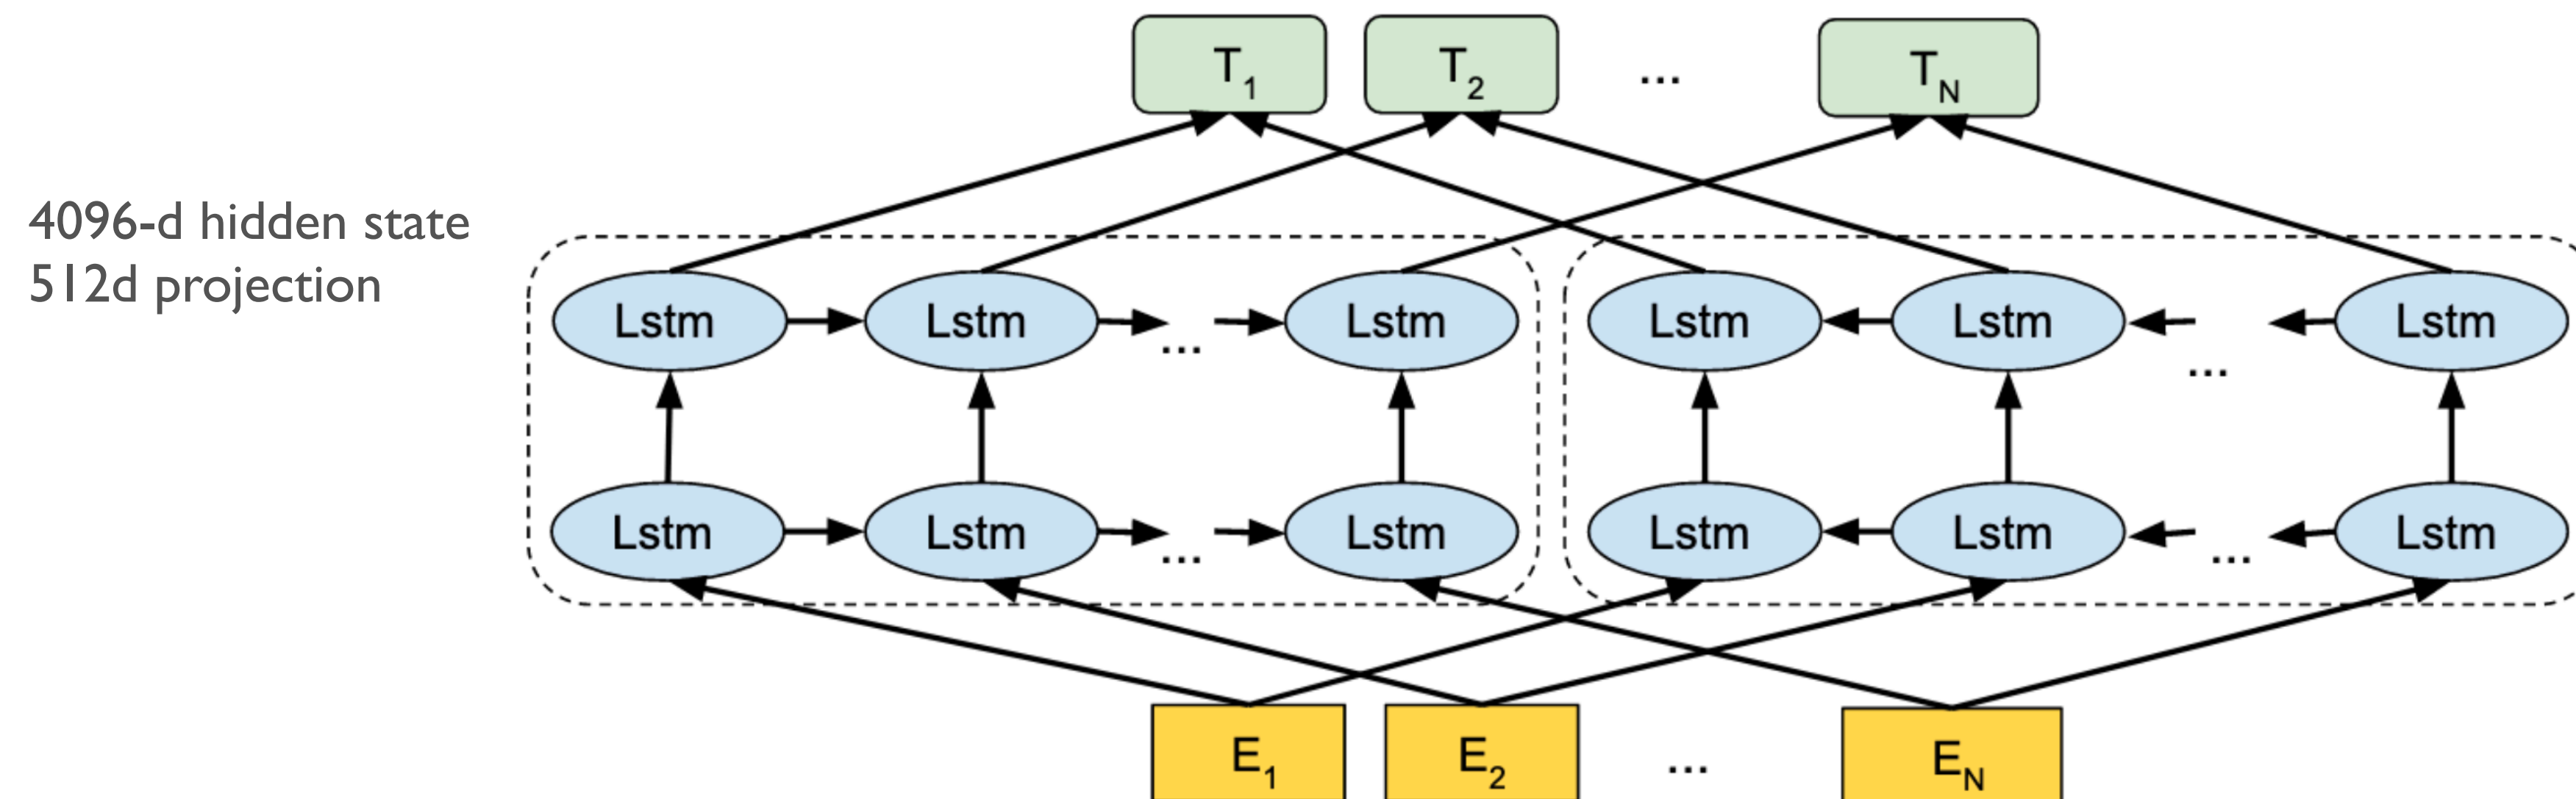 T1 T2 ... TN
4096-d hidden state
512d projection
Lstm Lstm ... Lstm Lstm Lstm ... Lstm
Lstm Lstm ... Lstm Lstm Lstm ... Lstm
E1 E2 ... EN